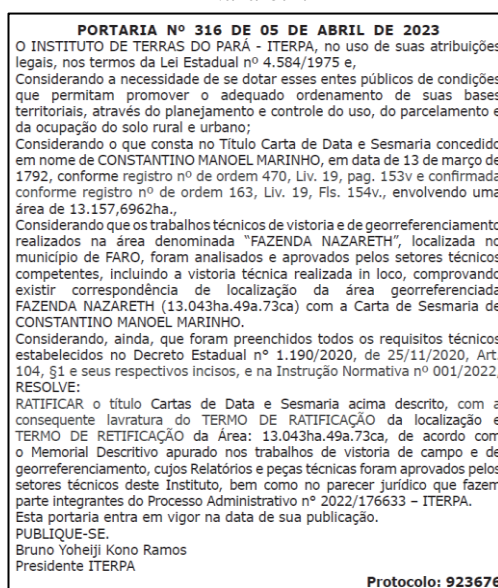 PORTARIA Nº 316 DE 05 DE ABRIL DE 2023
O INSTITUTO DE TERRAS DO PARÁ - ITERPA, no uso de suas atribuições
legais, nos termos da Lei Estadual nº 4.584/1975 e,
Considerando a necessidade de se dotar esses entes públicos de condições
que permitam promover o adequado ordenamento de suas bases
territoriais, através do planejamento e controle do uso, do parcelamento e
da ocupação do solo rural e urbano;
Considerando o que consta no Título Carta de Data e Sesmaria concedido
em nome de CONSTANTINO MANOEL MARINHO, em data de 13 de março de
1792, conforme registro nº de ordem 470, Liv. 19, pag. 153v e confirmada
conforme registro nº de ordem 163, Liv. 19, Fls. 154v., envolvendo uma
área de 13.157,6962ha.,
Considerando que os trabalhos técnicos de vistoria e de georreferenciamento
realizados na área denominada “FAZENDA NAZARETH”, localizada no
município de FARO, foram analisados e aprovados pelos setores técnicos
competentes, incluindo a vistoria técnica realizada in loco, comprovando
existir correspondência de localização da área georreferenciada
FAZENDA NAZARETH (13.043ha.49a.73ca) com a Carta de Sesmaria de
CONSTANTINO MANOEL MARINHO.
Considerando, ainda, que foram preenchidos todos os requisitos técnicos
estabelecidos no Decreto Estadual n° 1.190/2020, de 25/11/2020, Art.
104, §1 e seus respectivos incisos, e na Instrução Normativa nº 001/2022,
RESOLVE:
RATIFICAR o título Cartas de Data e Sesmaria acima descrito, com a
consequente lavratura do TERMO DE RATIFICAÇÃO da localização e
TERMO DE RETIFICAÇÃO da Área: 13.043ha.49a.73ca, de acordo com
o Memorial Descritivo apurado nos trabalhos de vistoria de campo e de
georreferenciamento, cujos Relatórios e peças técnicas foram aprovados pelos
setores técnicos deste Instituto, bem como no parecer jurídico que fazem
parte integrantes do Processo Administrativo n° 2022/176633 – ITERPA.
Esta portaria entra em vigor na data de sua publicação.
PUBLIQUE-SE.
Bruno Yoheiji Kono Ramos
Presidente ITERPA
Protocolo: 923676